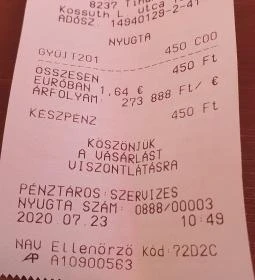 8237
Kossuth L. utca
ADÓSZ. 14940129-2-41
NYUGTA
GYŰJT201 450 C00
ÖSSZESEN 450 Ft
EURÓBAN 1,64 €
ÁRFOLYAM: 273 888 Ft/ €
KÉSZPÉNZ 450 Ft
KÖSZÖNJÜK
A VÁSÁRLÁST
VISZONTLÁTÁSRA
PÉNZTÁROS:SZERVIZES
NYUGTA SZÁM: 0888/00003
2020.07.23 10:49
NAV Ellenőrző kód:72D2C
AP A10900563